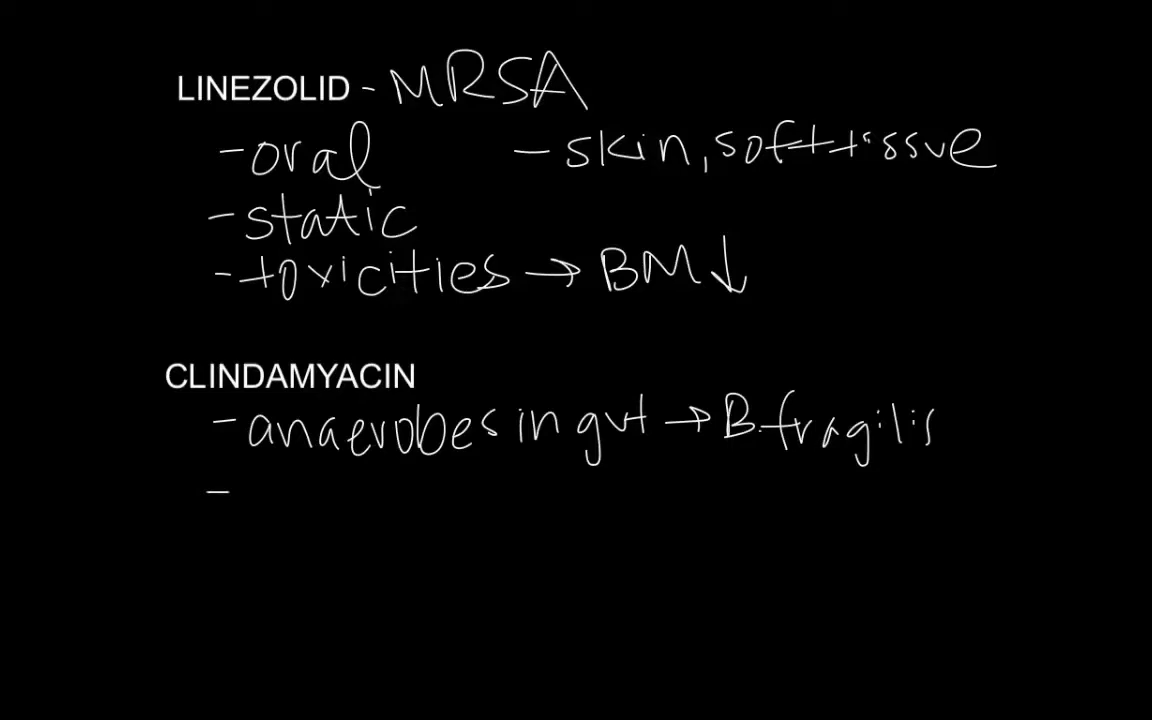 LINEZOLID - MRSA
- oral - skin, soft tissue
- static
- toxicities → BM↓
CLINDAMYACIN
- anaerobes in gut → B. fragilis
-